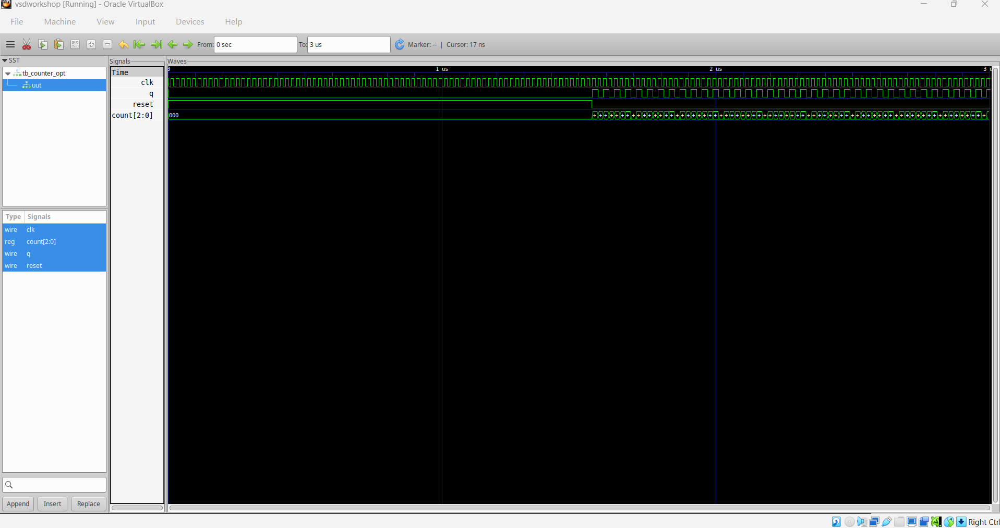 vsdworkshop [Running] - Oracle VirtualBox
File Machine View Input Devices Help
From: 0 sec To: 3 us Marker: -- | Cursor: 17 ns
SST
tb_counter_opt
uut
Type Signals
wire clk
reg count[2:0]
wire q
wire reset
Append Insert Replace
Signals
Time
clk
q
reset
count[2:0]
Waves
0 1 us 2 us 3 u
000
Right Ctrl